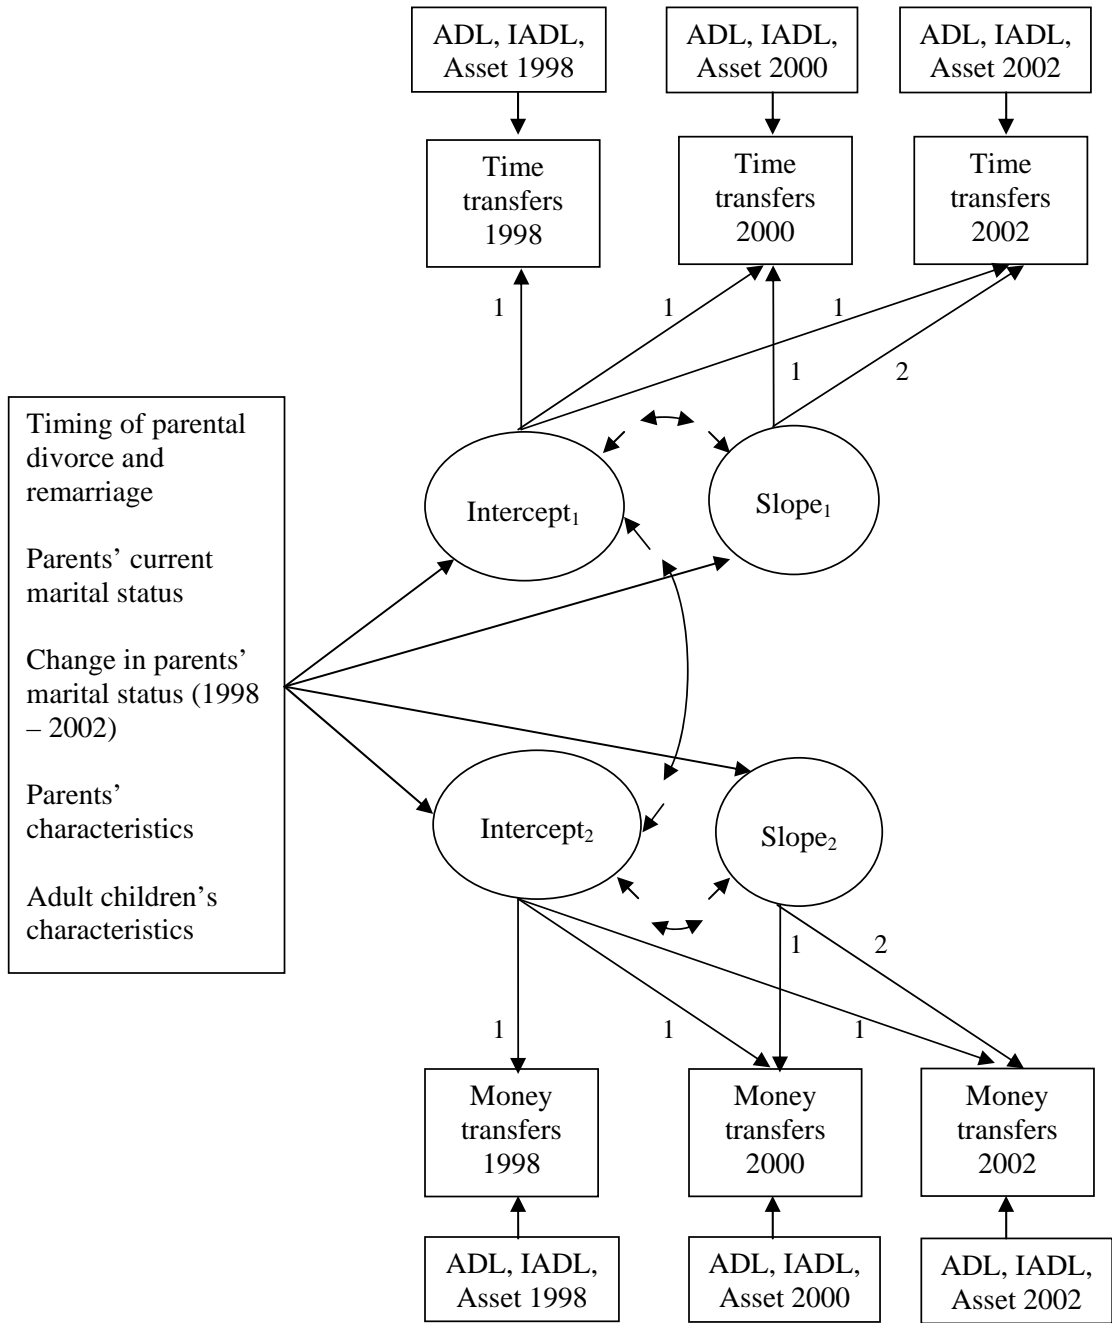 ADL, IADL,
Asset 1998
ADL, IADL,
Asset 2000
ADL, IADL,
Asset 2002
Time
transfers
1998
Time
transfers
2000
Time
transfers
2002
1
1
1
1
2
Timing of parental
divorce and
remarriage
Parents’ current
marital status
Change in parents’
marital status (1998
– 2002)
Parents’
characteristics
Adult children’s
characteristics
Intercept₁
Slope₁
Intercept₂
Slope₂
1
2
1
1
1
Money
transfers
1998
Money
transfers
2000
Money
transfers
2002
ADL, IADL,
Asset 1998
ADL, IADL,
Asset 2000
ADL, IADL,
Asset 2002